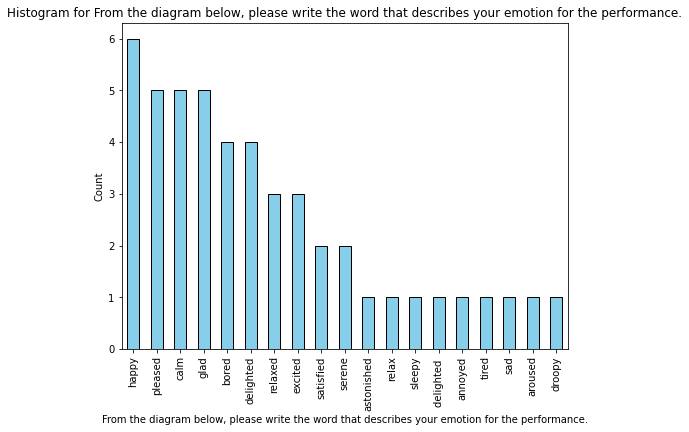 Histogram for From the diagram below, please write the word that describes your emotion for the performance.
6
5
4
3
2
1
0
Count
happy
pleased
calm
glad
bored
delighted
relaxed
excited
satisfied
serene
astonished
relax
sleepy
delighted
annoyed
tired
sad
aroused
droopy
From the diagram below, please write the word that describes your emotion for the performance.